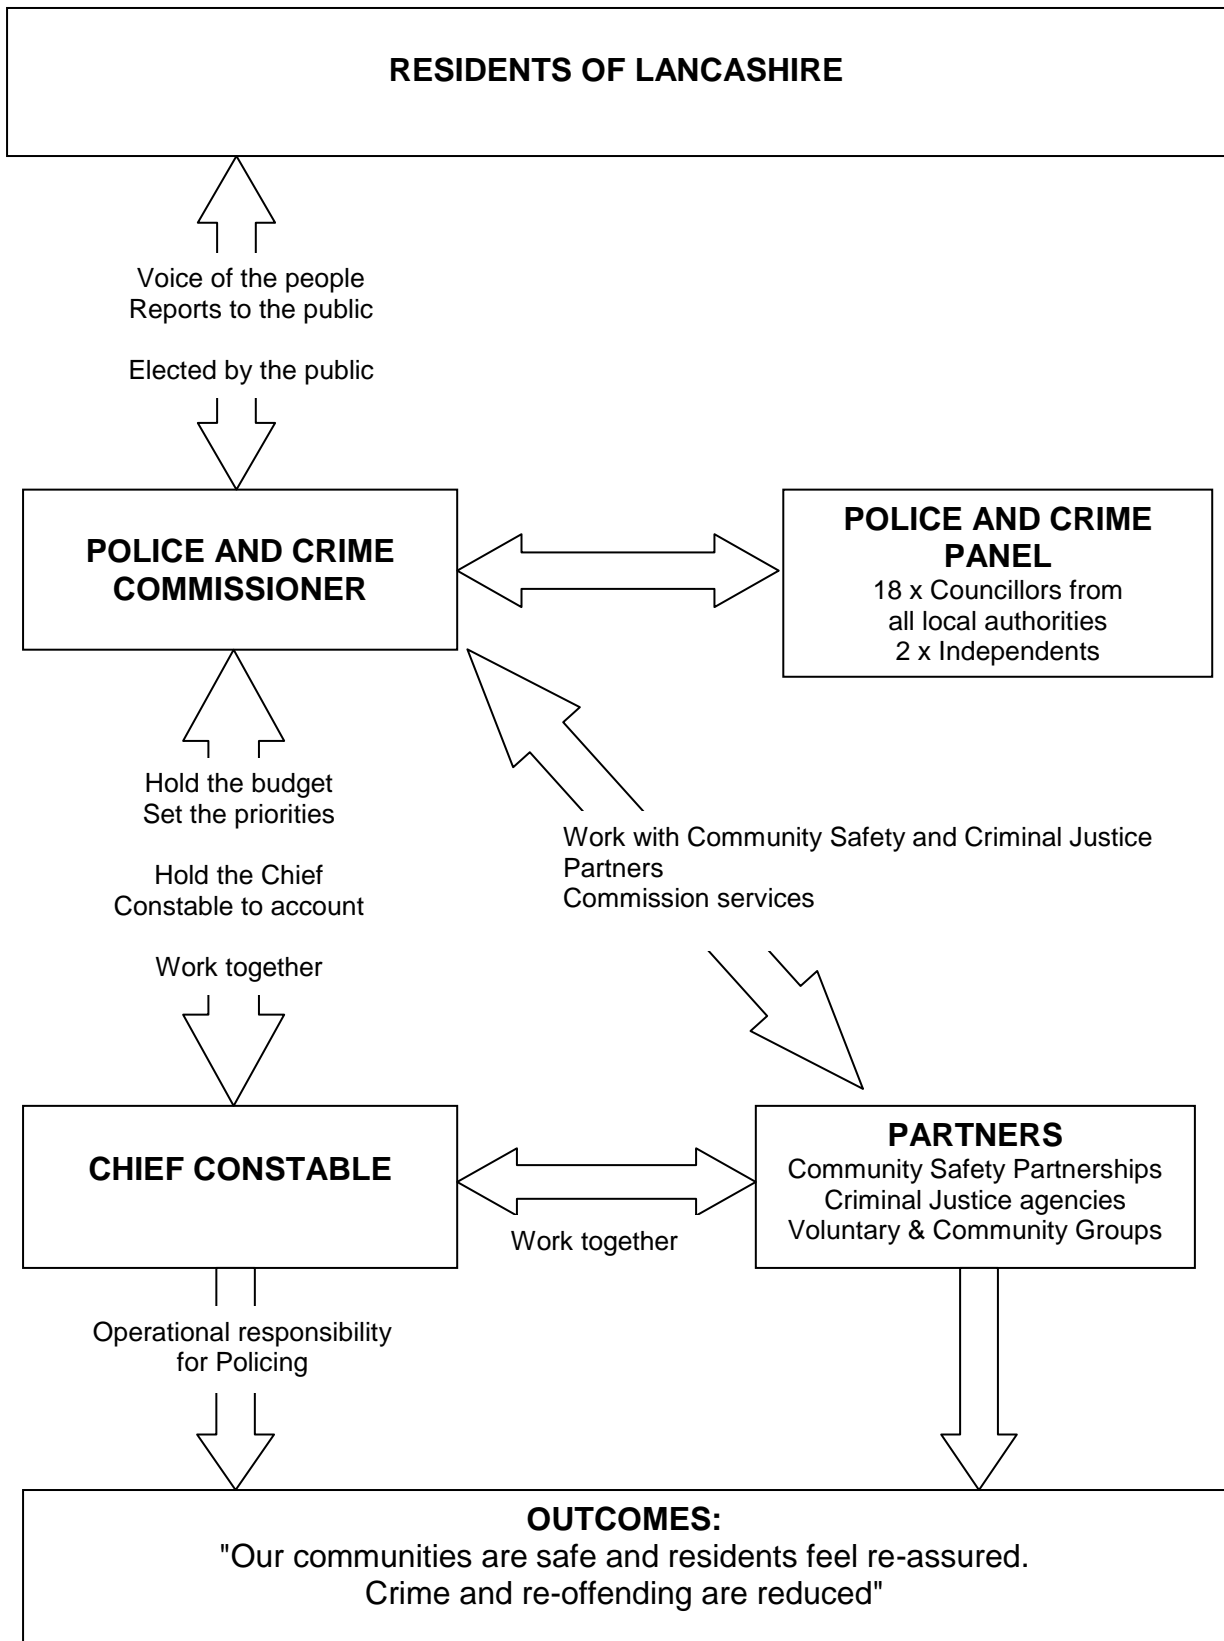 RESIDENTS OF LANCASHIRE
Voice of the people
Reports to the public
Elected by the public
POLICE AND CRIME
COMMISSIONER
POLICE AND CRIME
PANEL
18 x Councillors from
all local authorities
2 x Independents
Hold the budget
Set the priorities
Hold the Chief
Constable to account
Work together
Work with Community Safety and Criminal Justice
Partners
Commission services
CHIEF CONSTABLE
Work together
PARTNERS
Community Safety Partnerships
Criminal Justice agencies
Voluntary & Community Groups
Operational responsibility
for Policing
OUTCOMES:
"Our communities are safe and residents feel re-assured.
Crime and re-offending are reduced"